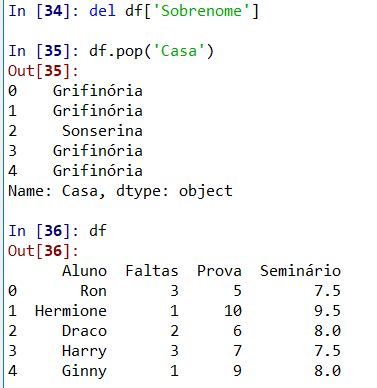 In [34]: del df['Sobrenome']
In [35]: df.pop('Casa')
Out[35]:
0    Grifinória
1    Grifinória
2     Sonserina
3    Grifinória
4    Grifinória
Name: Casa, dtype: object
In [36]: df
Out[36]:
      Aluno  Faltas  Prova  Seminário
0       Ron       3      5        7.5
1  Hermione       1     10        9.5
2     Draco       2      6        8.0
3     Harry       3      7        7.5
4     Ginny       1      9        8.0